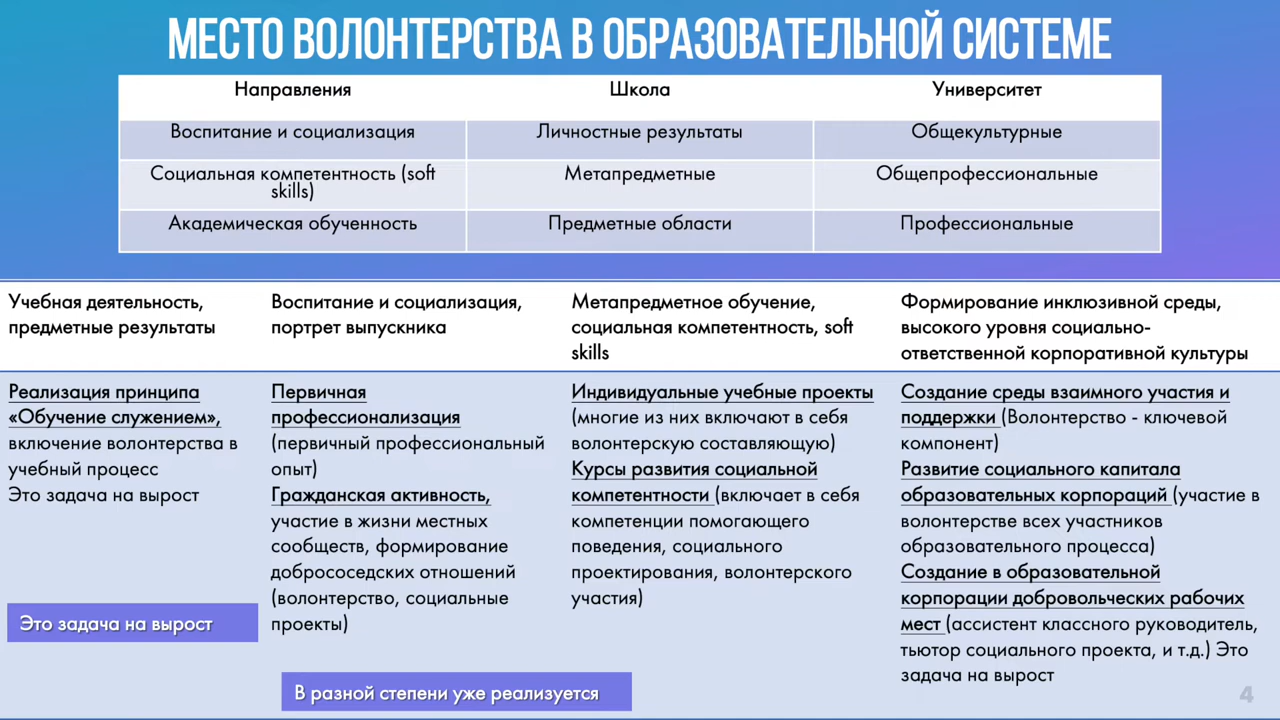 МЕСТО ВОЛОНТЕРСТВА В ОБРАЗОВАТЕЛЬНОЙ СИСТЕМЕ
Направления
Школа
Университет
Воспитание и социализация
Личностные результаты
Общекультурные
Социальная компетентность (soft
skills)
Метапредметные
Общепрофессиональные
Академическая обученность
Предметные области
Профессиональные
Учебная деятельность,
предметные результаты
Воспитание и социализация,
портрет выпускника
Метапредметное обучение,
социальная компетентность, soft
skills
Формирование инклюзивной среды,
высокого уровня социально-
ответственной корпоративной культуры
Реализация принципа
«Обучение служением»,
включение волонтерства в
учебный процесс
Это задача на вырост
Это задача на вырост
Первичная
профессионализация
(первичный профессиональный
опыт)
Гражданская активность,
участие в жизни местных
сообществ, формирование
добрососедских отношений
(волонтерство, социальные
проекты)
В разной степени уже реализуется
Индивидуальные учебные проекты
(многие из них включают в себя
волонтерскую составляющую)
Курсы развития социальной
компетентности (включает в себя
компетенции помогающего
поведения, социального
проектирования, волонтерского
участия)
Создание среды взаимного участия и
поддержки (Волонтерство - ключевой
компонент)
Развитие социального капитала
образовательных корпораций (участие в
волонтерстве всех участников
образовательного процесса)
Создание в образовательной
корпорации добровольческих рабочих
мест (ассистент классного руководитель,
тьютор социального проекта, и т.д.) Это
задача на вырост
4